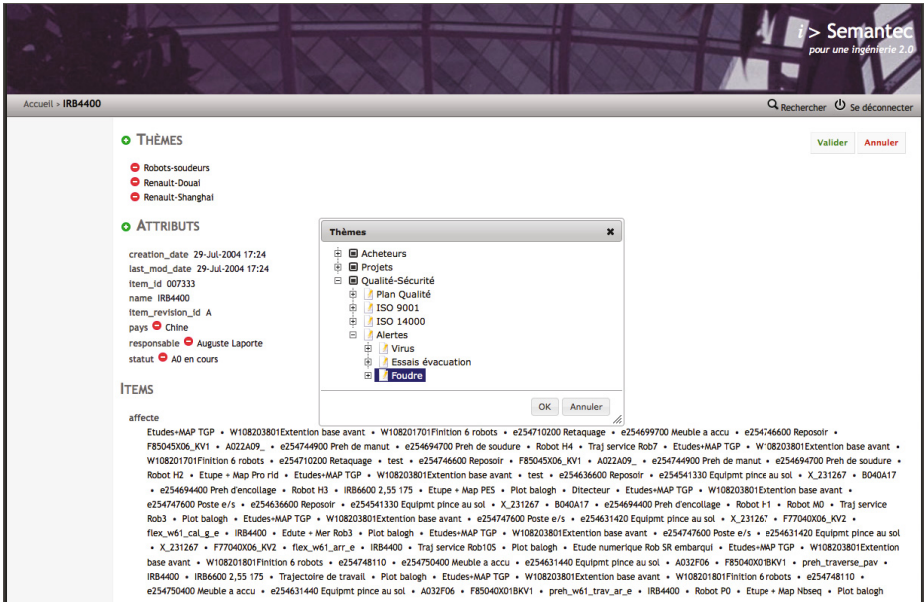 i> Semantec
pour une ingénierie 2.0
Accueil > IRB4400
Rechercher Se déconnecter
THÈMES
Valider Annuler
Robots-soudeurs
Renault-Douai
Renault-Shanghai
ATTRIBUTS
creation_date 29-Jul-2004 17:24
last_mod_date 29-Jul-2004 17:24
item_id 007333
name IRB4400
item_revision_id A
pays Chine
responsable Auguste Laporte
statut A0 en cours
Thèmes
Acheteurs
Projets
Qualité-Sécurité
Plan Qualité
ISO 9001
ISO 14000
Alertes
Virus
Essais évacuation
Foudre
OK Annuler
ITEMS
affecte
Etudes+MAP TGP • W108203801Extention base avant • W108201701Finition 6 robots • e254710200 Retaquage • e254699700 Meuble a accu • e254746600 Reposoir •
F85045X06_KV1 • A022A09_ • e254744900 Preh de manut • e254694700 Preh de soudure • Robot H4 • Traj service Rob7 • Etudes+MAP TGP • W108203801Extention base avant •
W108201701Finition 6 robots • e254710200 Retaquage • test • e254746600 Reposoir • F85045X06_KV1 • A022A09_ • e254744900 Preh de manut • e254694700 Preh de soudure •
Robot H2 • Etupe + Map Pro rid • Etudes+MAP TGP • W108203801Extention base avant • test • e254636600 Reposoir • e254541330 Equipmt pince au sol • X_231267 • B040A17
• e254694400 Preh d'encollage • Robot H3 • IRB6600 2,55 175 • Etupe + Map PES • Plot balogh • Ditecteur • Etudes+MAP TGP • W108203801Extention base avant •
e254747600 Poste e/s • e254636600 Reposoir • e254541330 Equipmt pince au sol • X_231267 • B040A17 • e254694400 Preh d'encollage • Robot H1 • Robot M0 • Traj service
Rob3 • Plot balogh • Etudes+MAP TGP • W108203801Extention base avant • e254747600 Poste e/s • e254631420 Equipmt pince au sol • X_231267 • F77040X06_KV2 •
flex_w61_cal_g_e • IRB4400 • Edute + Mer Rob3 • Plot balogh • Etudes+MAP TGP • W108203801Extention base avant • e254747600 Poste e/s • e254631420 Equipmt pince au sol
• X_231267 • F77040X06_KV2 • flex_w61_arr_e • IRB4400 • Traj service Rob10S • Plot balogh • Etude numerique Rob SR embarqui • Etudes+MAP TGP • W108203801Extention
base avant • W108201801Finition 6 robots • e254748110 • e254750400 Meuble a accu • e254631440 Equipmt pince au sol • A032F06 • F85040X01BKV1 • preh_traverse_pav •
IRB4400 • IRB6600 2,55 175 • Trajectoire de travail • Plot balogh • Etudes+MAP TGP • W108203801Extention base avant • W108201801Finition 6 robots • e254748110 •
e254750400 Meuble a accu • e254631440 Equipmt pince au sol • A032F06 • F85040X01BKV1 • preh_w61_trav_ar_e • IRB4400 • Robot P0 • Etupe + Map Nbseq • Plot balogh